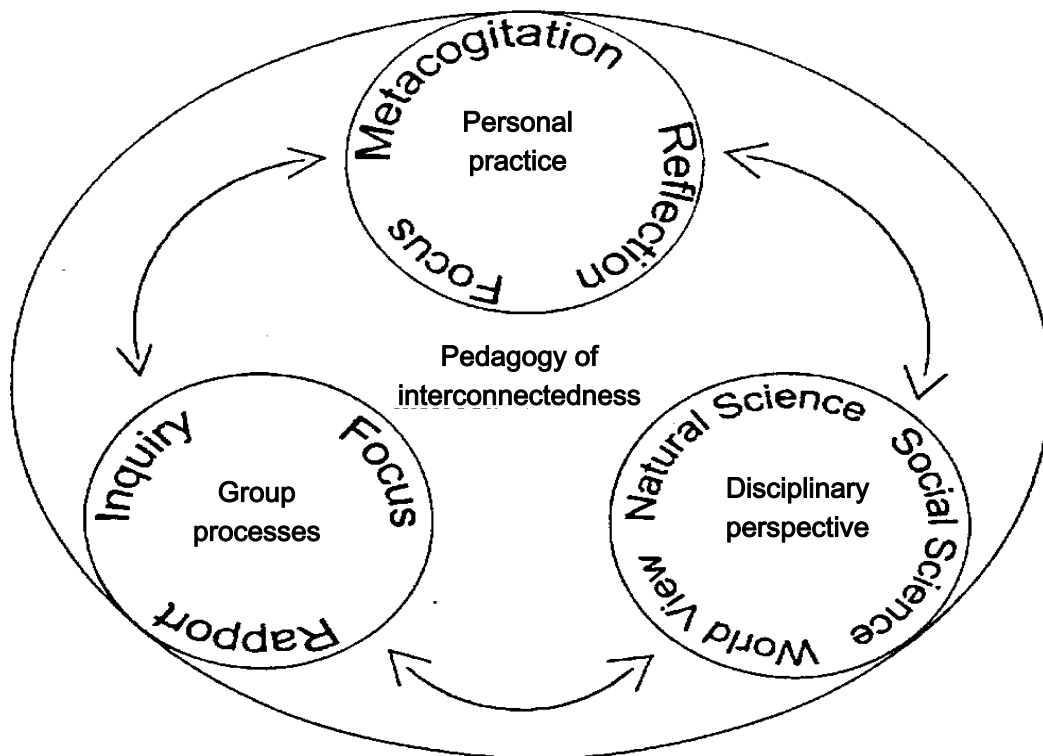 Metacogitation
Reflection
Focus
Personal
practice
Pedagogy of
interconnectedness
Inquiry
Focus
Rapport
Group
processes
Natural Science
Social Science
World View
Disciplinary
perspective